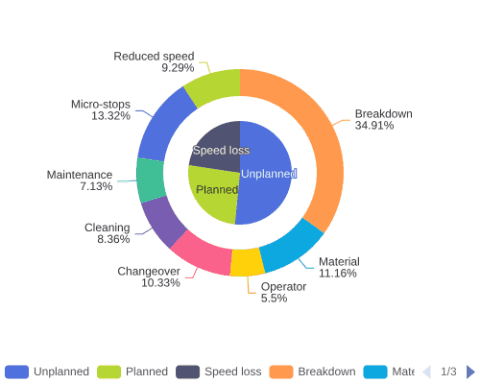 Reduced speed
9.29%
Micro-stops
13.32%
Breakdown
34.91%
Speed loss
Maintenance
7.13%
Unplanned
Planned
Cleaning
8.36%
Changeover
10.33%
Material
11.16%
Operator
5.5%
Unplanned Planned Speed loss Breakdown Mate 1/3